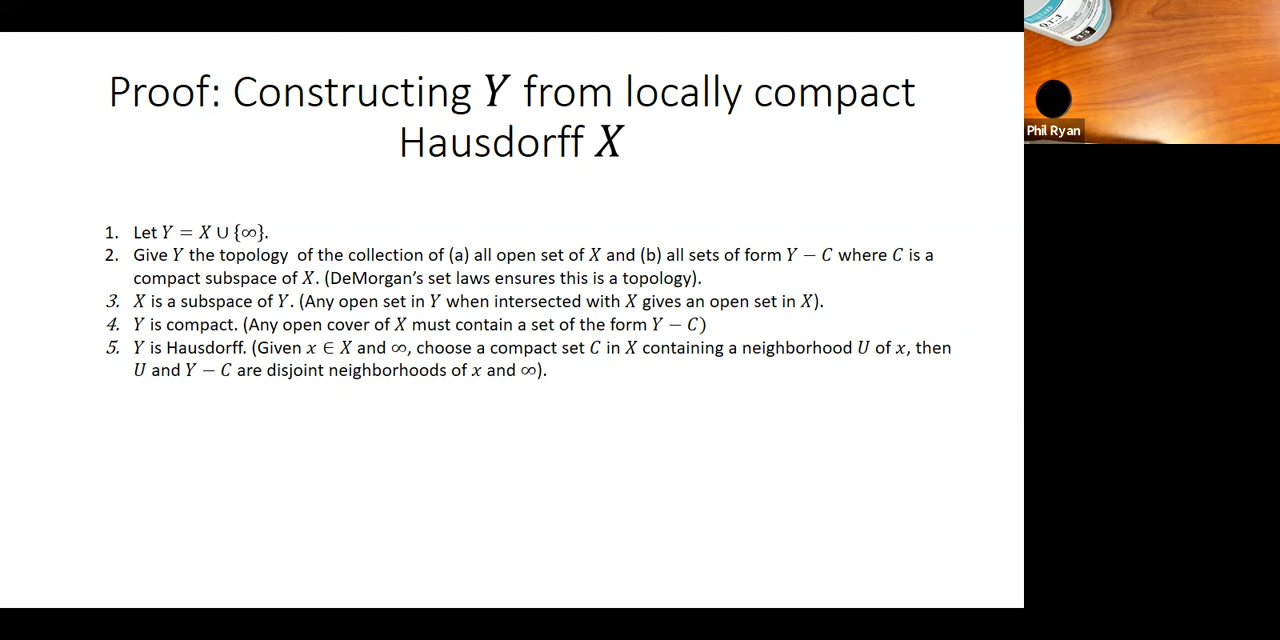 Proof: Constructing Y from locally compact
Hausdorff X
1. Let Y = X ∪ {∞}.
2. Give Y the topology of the collection of (a) all open set of X and (b) all sets of form Y − C where C is a
compact subspace of X. (DeMorgan's set laws ensures this is a topology).
3. X is a subspace of Y. (Any open set in Y when intersected with X gives an open set in X).
4. Y is compact. (Any open cover of X must contain a set of the form Y − C)
5. Y is Hausdorff. (Given x ∈ X and ∞, choose a compact set C in X containing a neighborhood U of x, then
U and Y − C are disjoint neighborhoods of x and ∞).
Phil Ryan